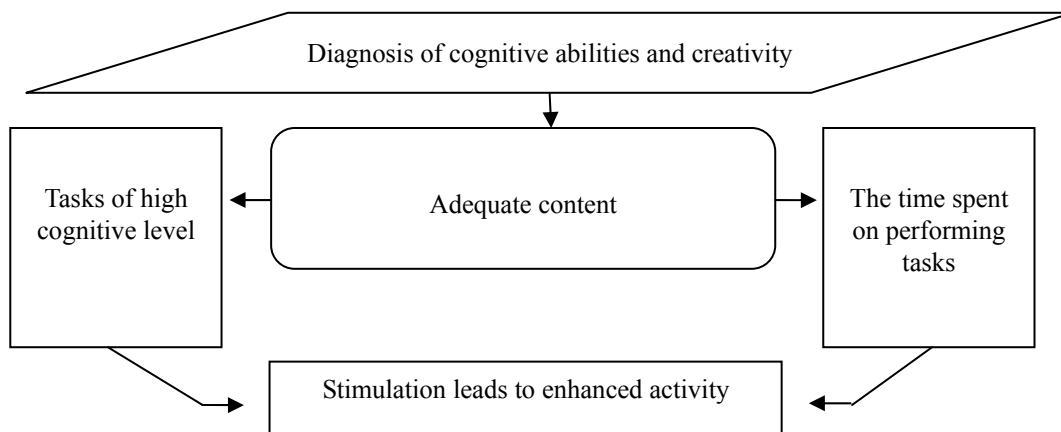 Diagnosis of cognitive abilities and creativity
Tasks of high
cognitive level
Adequate content
The time spent
on performing
tasks
Stimulation leads to enhanced activity